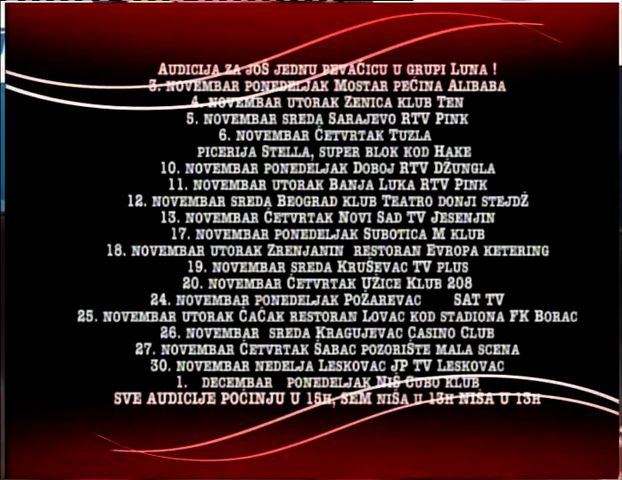 AUDICIJA ZA JOŠ JEDNU PEVAČICU U GRUPI LUNA !
3. NOVEMBAR PONEDELJAK MOSTAR PEČINA ALIBABA
4. NOVEMBAR UTORAK ZENICA KLUB TEN
5. NOVEMBAR SREDA SARAJEVO RTV PINK
6. NOVEMBAR ČETVRTAK TUZLA
PICERIJA STELLA, SUPER BLOK KOD HAKE
10. NOVEMBAR PONEDELJAK DOBOJ RTV DŽUNGLA
11. NOVEMBAR UTORAK BANJA LUKA RTV PINK
12. NOVEMBAR SREDA BEOGRAD KLUB TEATRO DONJI STEJDŽ
13. NOVEMBAR ČETVRTAK NOVI SAD TV JESENJIN
17. NOVEMBAR PONEDELJAK SUBOTICA M KLUB
18. NOVEMBAR UTORAK ZRENJANIN RESTORAN EVROPA KETERING
19. NOVEMBAR SREDA KRUŠEVAC TV PLUS
20. NOVEMBAR ČETVRTAK UŽICE KLUB 208
24. NOVEMBAR PONEDELJAK POŽAREVAC SAT TV
25. NOVEMBAR UTORAK ČAČAK RESTORAN LOVAC KOD STADIONA FK BORAC
26. NOVEMBAR SREDA KRAGUJEVAC CASINO CLUB
27. NOVEMBAR ČETVRTAK ŠABAC POZORIŠTE MALA SCENA
30. NOVEMBAR NEDELJA LESKOVAC JP TV LESKOVAC
1. DECEMBAR PONEDELJAK NIŠ CUBO KLUB
SVE AUDICIJE POČINJU U 15H, SEM NIŠA U 13H NIŠA U 13H